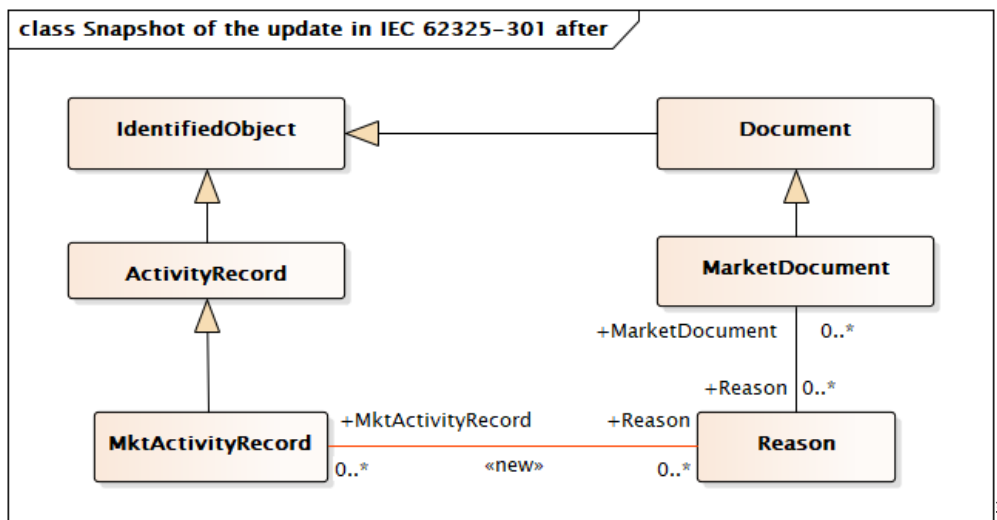 class Snapshot of the update in IEC 62325-301 after
IdentifiedObject
Document
ActivityRecord
MarketDocument
+MarketDocument 0..*
+Reason 0..*
+MktActivityRecord +Reason
MktActivityRecord
Reason
0..* «new» 0..*